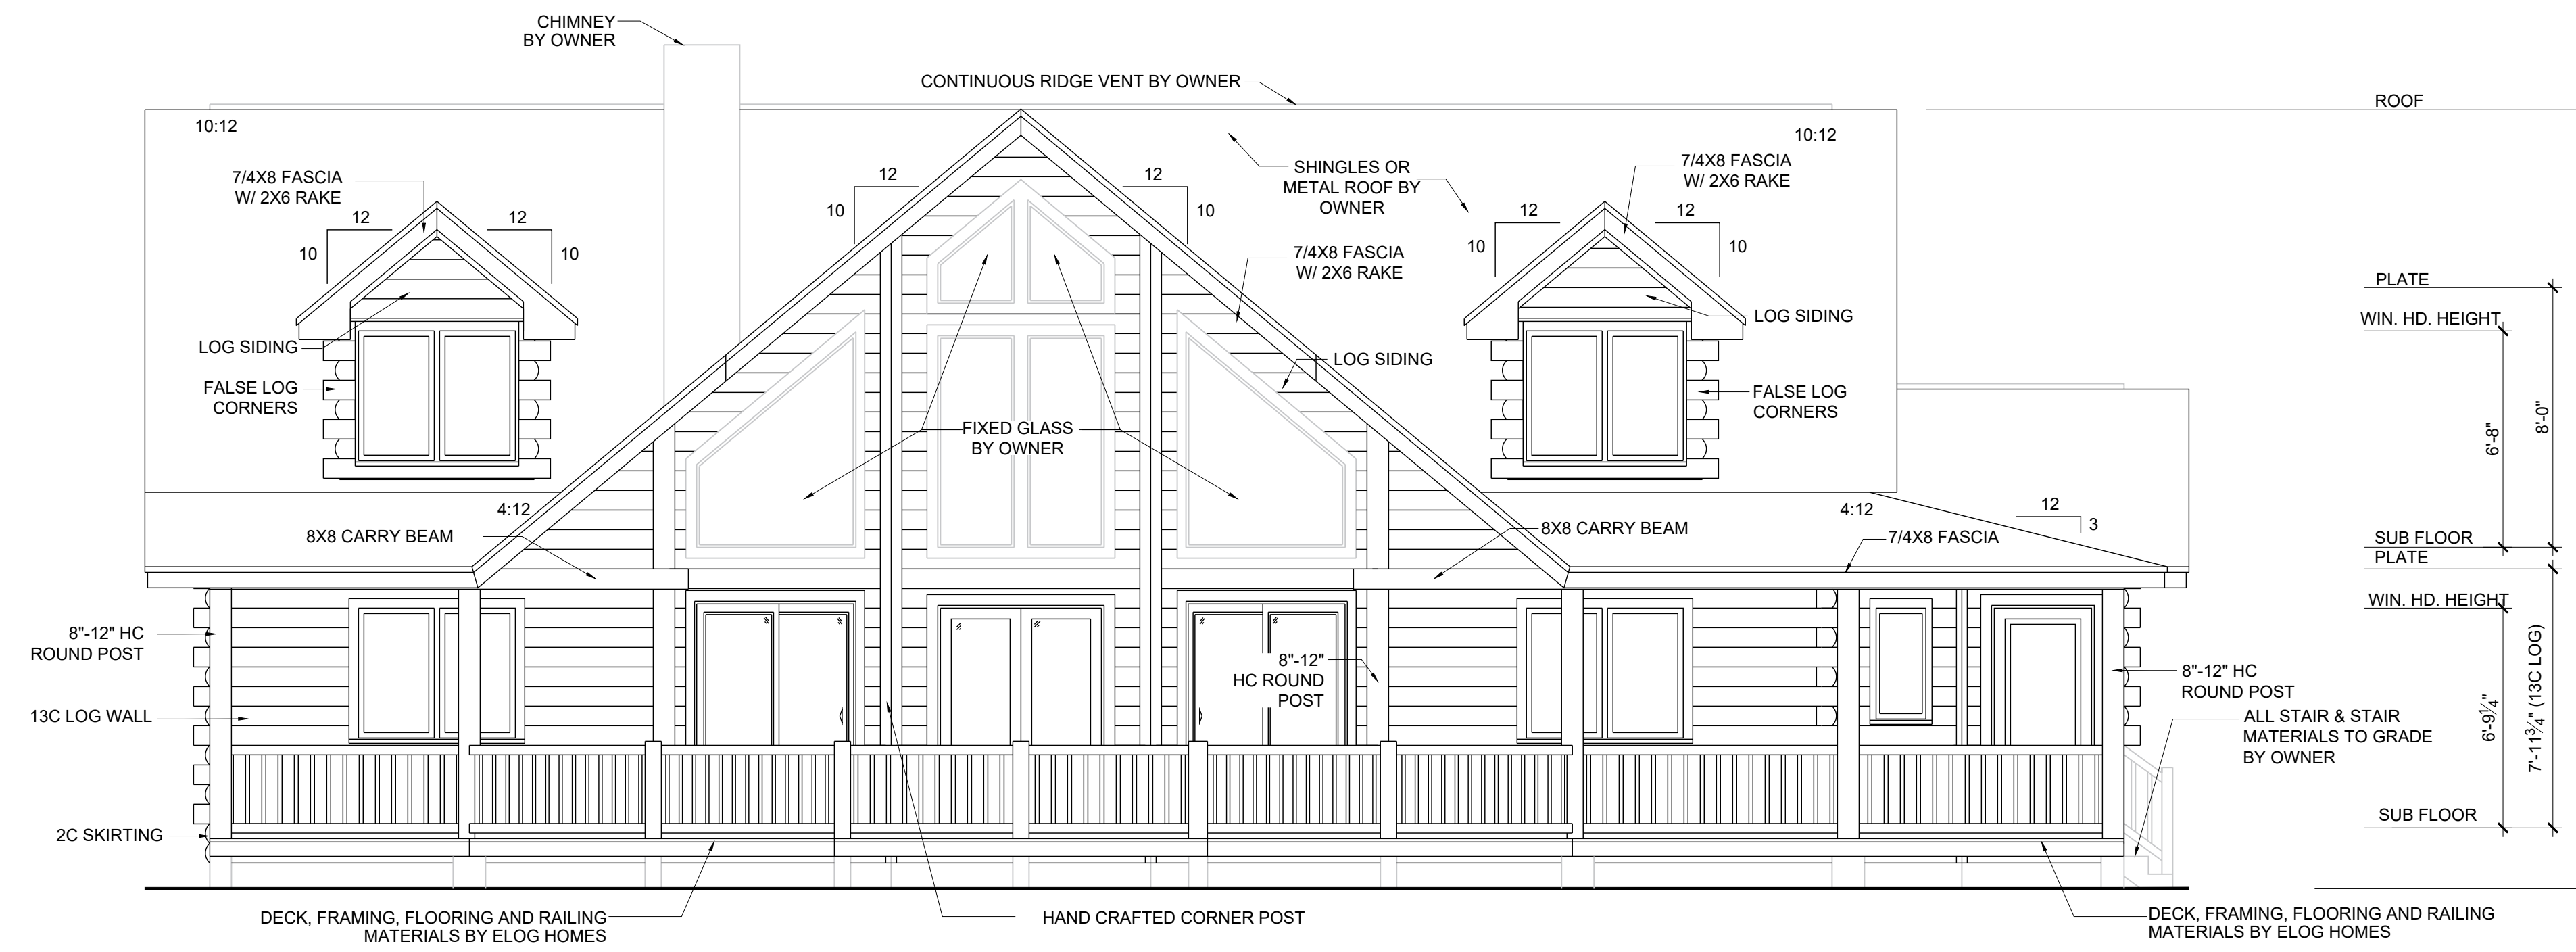 CHIMNEY
BY OWNER
CONTINUOUS RIDGE VENT BY OWNER
ROOF
10:12
10:12
7/4X8 FASCIA
W/ 2X6 RAKE
12
12
10
10
12
12
10
10
SHINGLES OR
METAL ROOF BY
OWNER
7/4X8 FASCIA
W/ 2X6 RAKE
12
12
10
10
7/4X8 FASCIA
W/ 2X6 RAKE
PLATE
WIN. HD. HEIGHT
LOG SIDING
LOG SIDING
LOG SIDING
FALSE LOG
CORNERS
FALSE LOG
CORNERS
FIXED GLASS
BY OWNER
6'-8"
8'-0"
4:12
4:12
12
3
8X8 CARRY BEAM
8X8 CARRY BEAM
7/4X8 FASCIA
SUB FLOOR
PLATE
WIN. HD. HEIGHT
8"-12" HC
ROUND POST
8"-12"
HC ROUND
POST
8"-12" HC
ROUND POST
13C LOG WALL
ALL STAIR & STAIR
MATERIALS TO GRADE
BY OWNER
6'-9¼"
7'-11¾" (13C LOG)
2C SKIRTING
SUB FLOOR
DECK, FRAMING, FLOORING AND RAILING
MATERIALS BY ELOG HOMES
HAND CRAFTED CORNER POST
DECK, FRAMING, FLOORING AND RAILING
MATERIALS BY ELOG HOMES